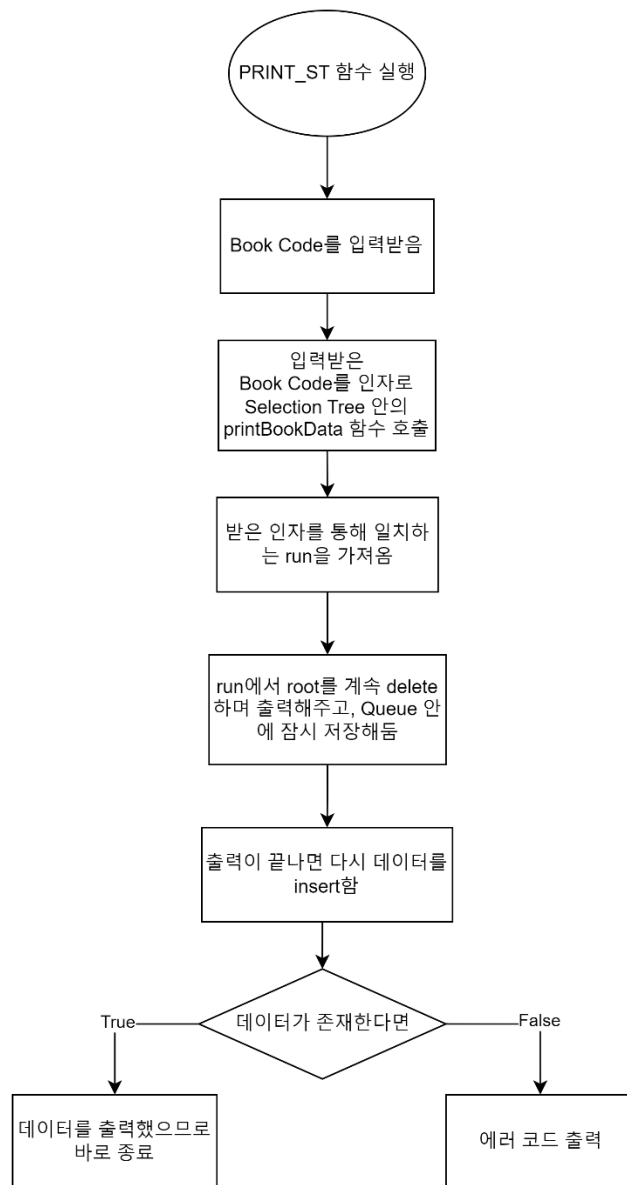 PRINT_ST 함수 실행
Book Code를 입력받음
입력받은
Book Code를 인자로
Selection Tree 안의
printBookData 함수 호출
받은 인자를 통해 일치하
는 run을 가져옴
run에서 root를 계속 delete
하며 출력해주고, Queue 안
에 잠시 저장해둠
출력이 끝나면 다시 데이터를
insert함
데이터가 존재한다면
True
False
데이터를 출력했으므로
바로 종료
에러 코드 출력